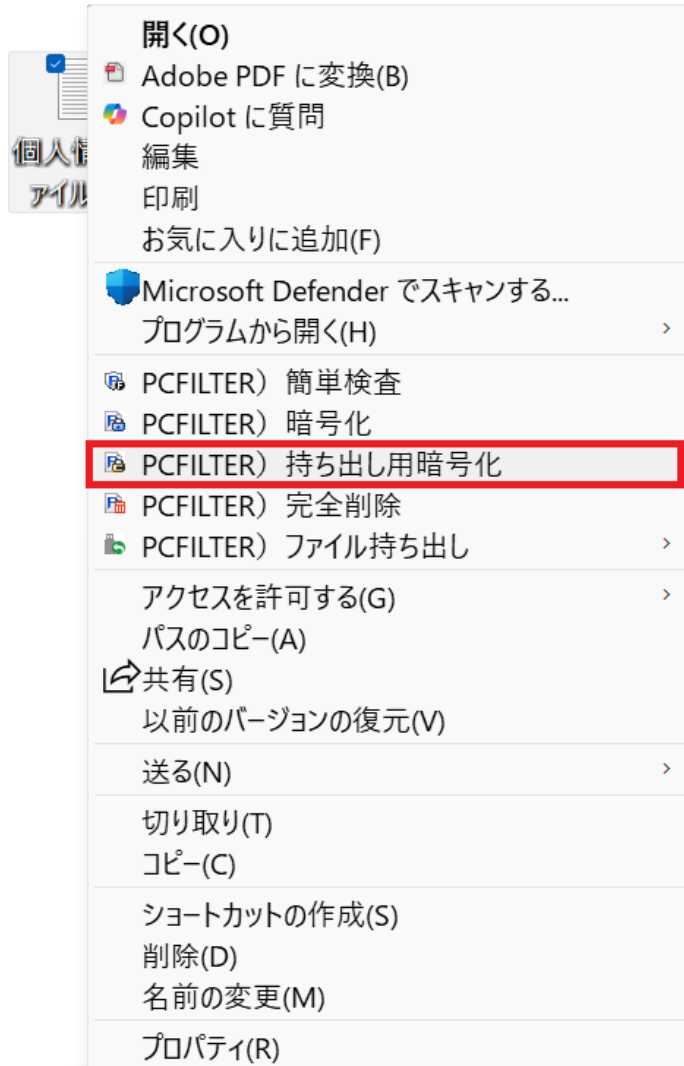 個人情
ァイル
開く(O)
Adobe PDF に変換(B)
Copilot に質問
編集
印刷
お気に入りに追加(F)
Microsoft Defender でスキャンする...
プログラムから開く(H)
PCFILTER）簡単検査
PCFILTER）暗号化
PCFILTER）持ち出し用暗号化
PCFILTER）完全削除
PCFILTER）ファイル持ち出し
アクセスを許可する(G)
パスのコピー(A)
共有(S)
以前のバージョンの復元(V)
送る(N)
切り取り(T)
コピー(C)
ショートカットの作成(S)
削除(D)
名前の変更(M)
プロパティ(R)